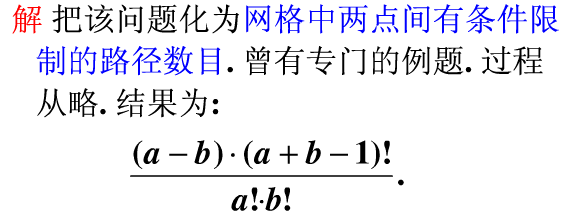 解 把该问题化为网格中两点间有条件限
制的路径数目. 曾有专门的例题. 过程
从略. 结果为:
(a − b)·(a + b − 1)!
a!·b! .